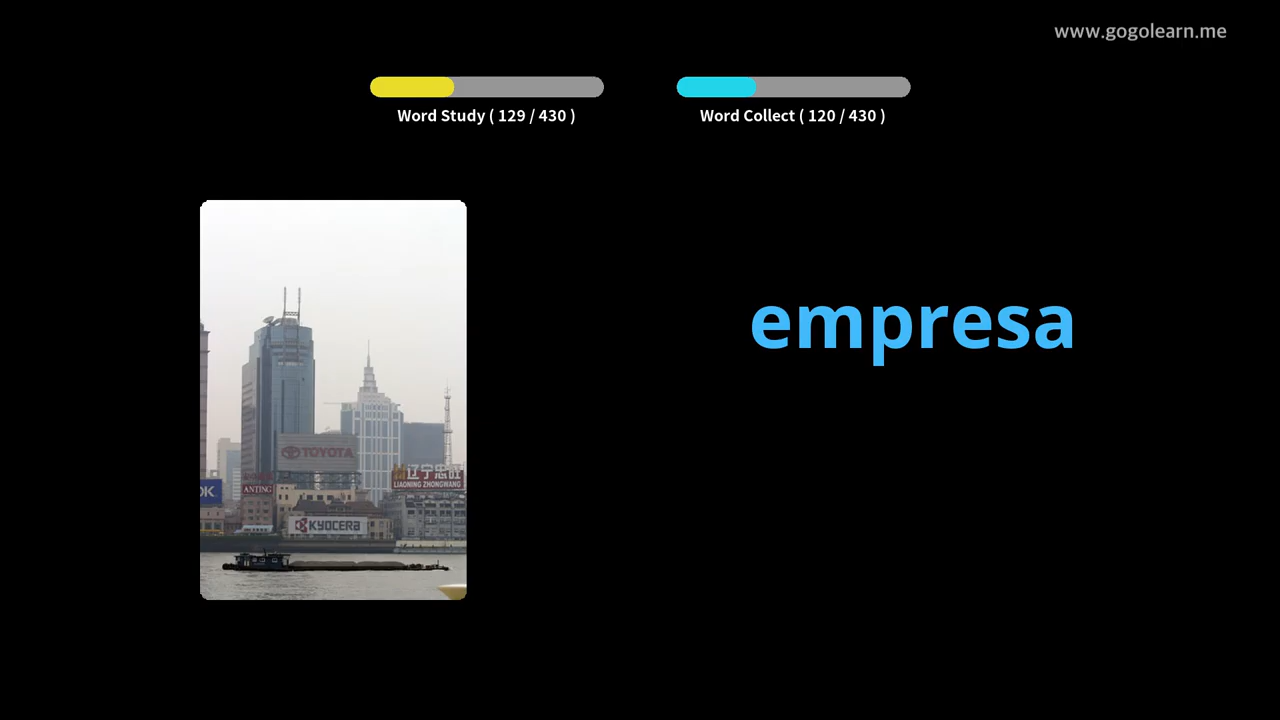 www.gogolearn.me
Word Study ( 129 / 430 )
Word Collect ( 120 / 430 )
empresa
TOYOTA
辽宁忠旺
LIAONING ZHONGWANG
OK
ANTING
KYOCERA